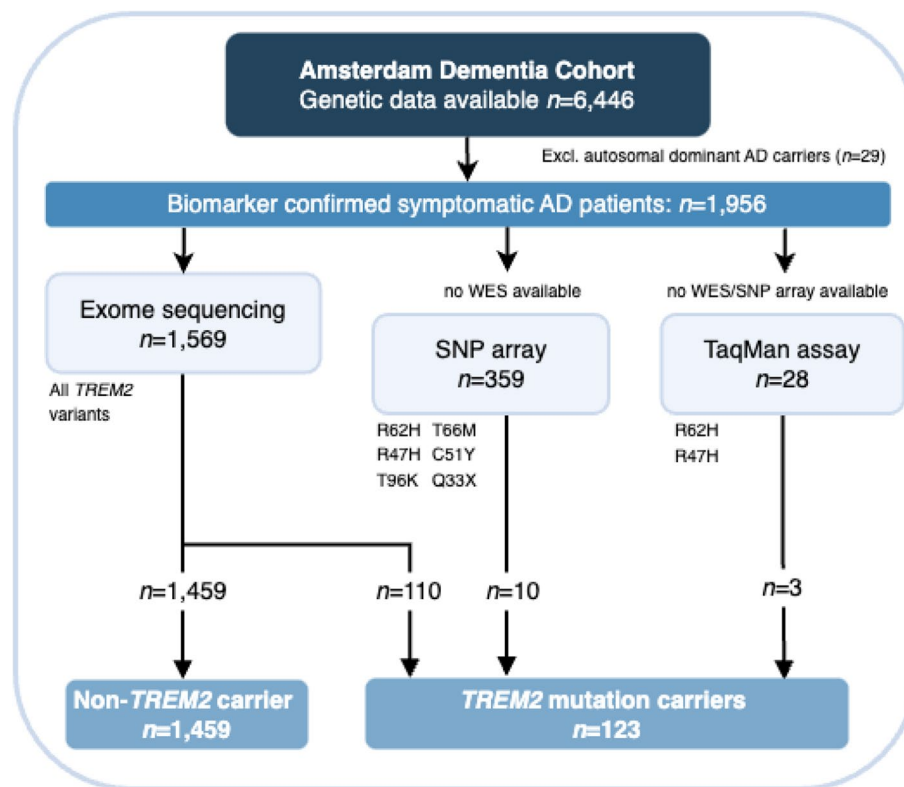 Amsterdam Dementia Cohort
Genetic data available n=6,446
Excl. autosomal dominant AD carriers (n=29)
Biomarker confirmed symptomatic AD patients: n=1,956
Exome sequencing
n=1,569
All TREM2
variants
no WES available
SNP array
n=359
R62H T66M
R47H C51Y
T96K Q33X
no WES/SNP array available
TaqMan assay
n=28
R62H
R47H
n=1,459
n=110
n=10
n=3
Non-TREM2 carrier
n=1,459
TREM2 mutation carriers
n=123